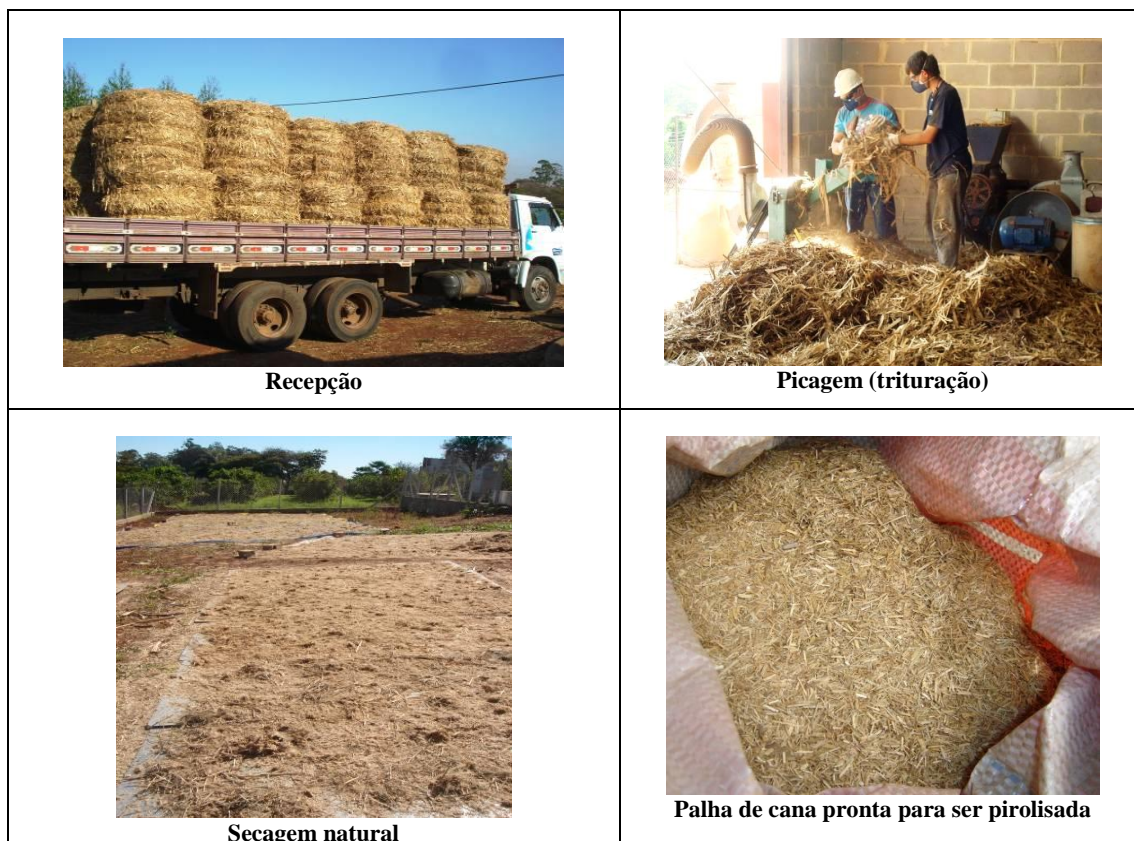 Recepção
Picagem (trituração)
Secagem natural
Palha de cana pronta para ser pirolisada